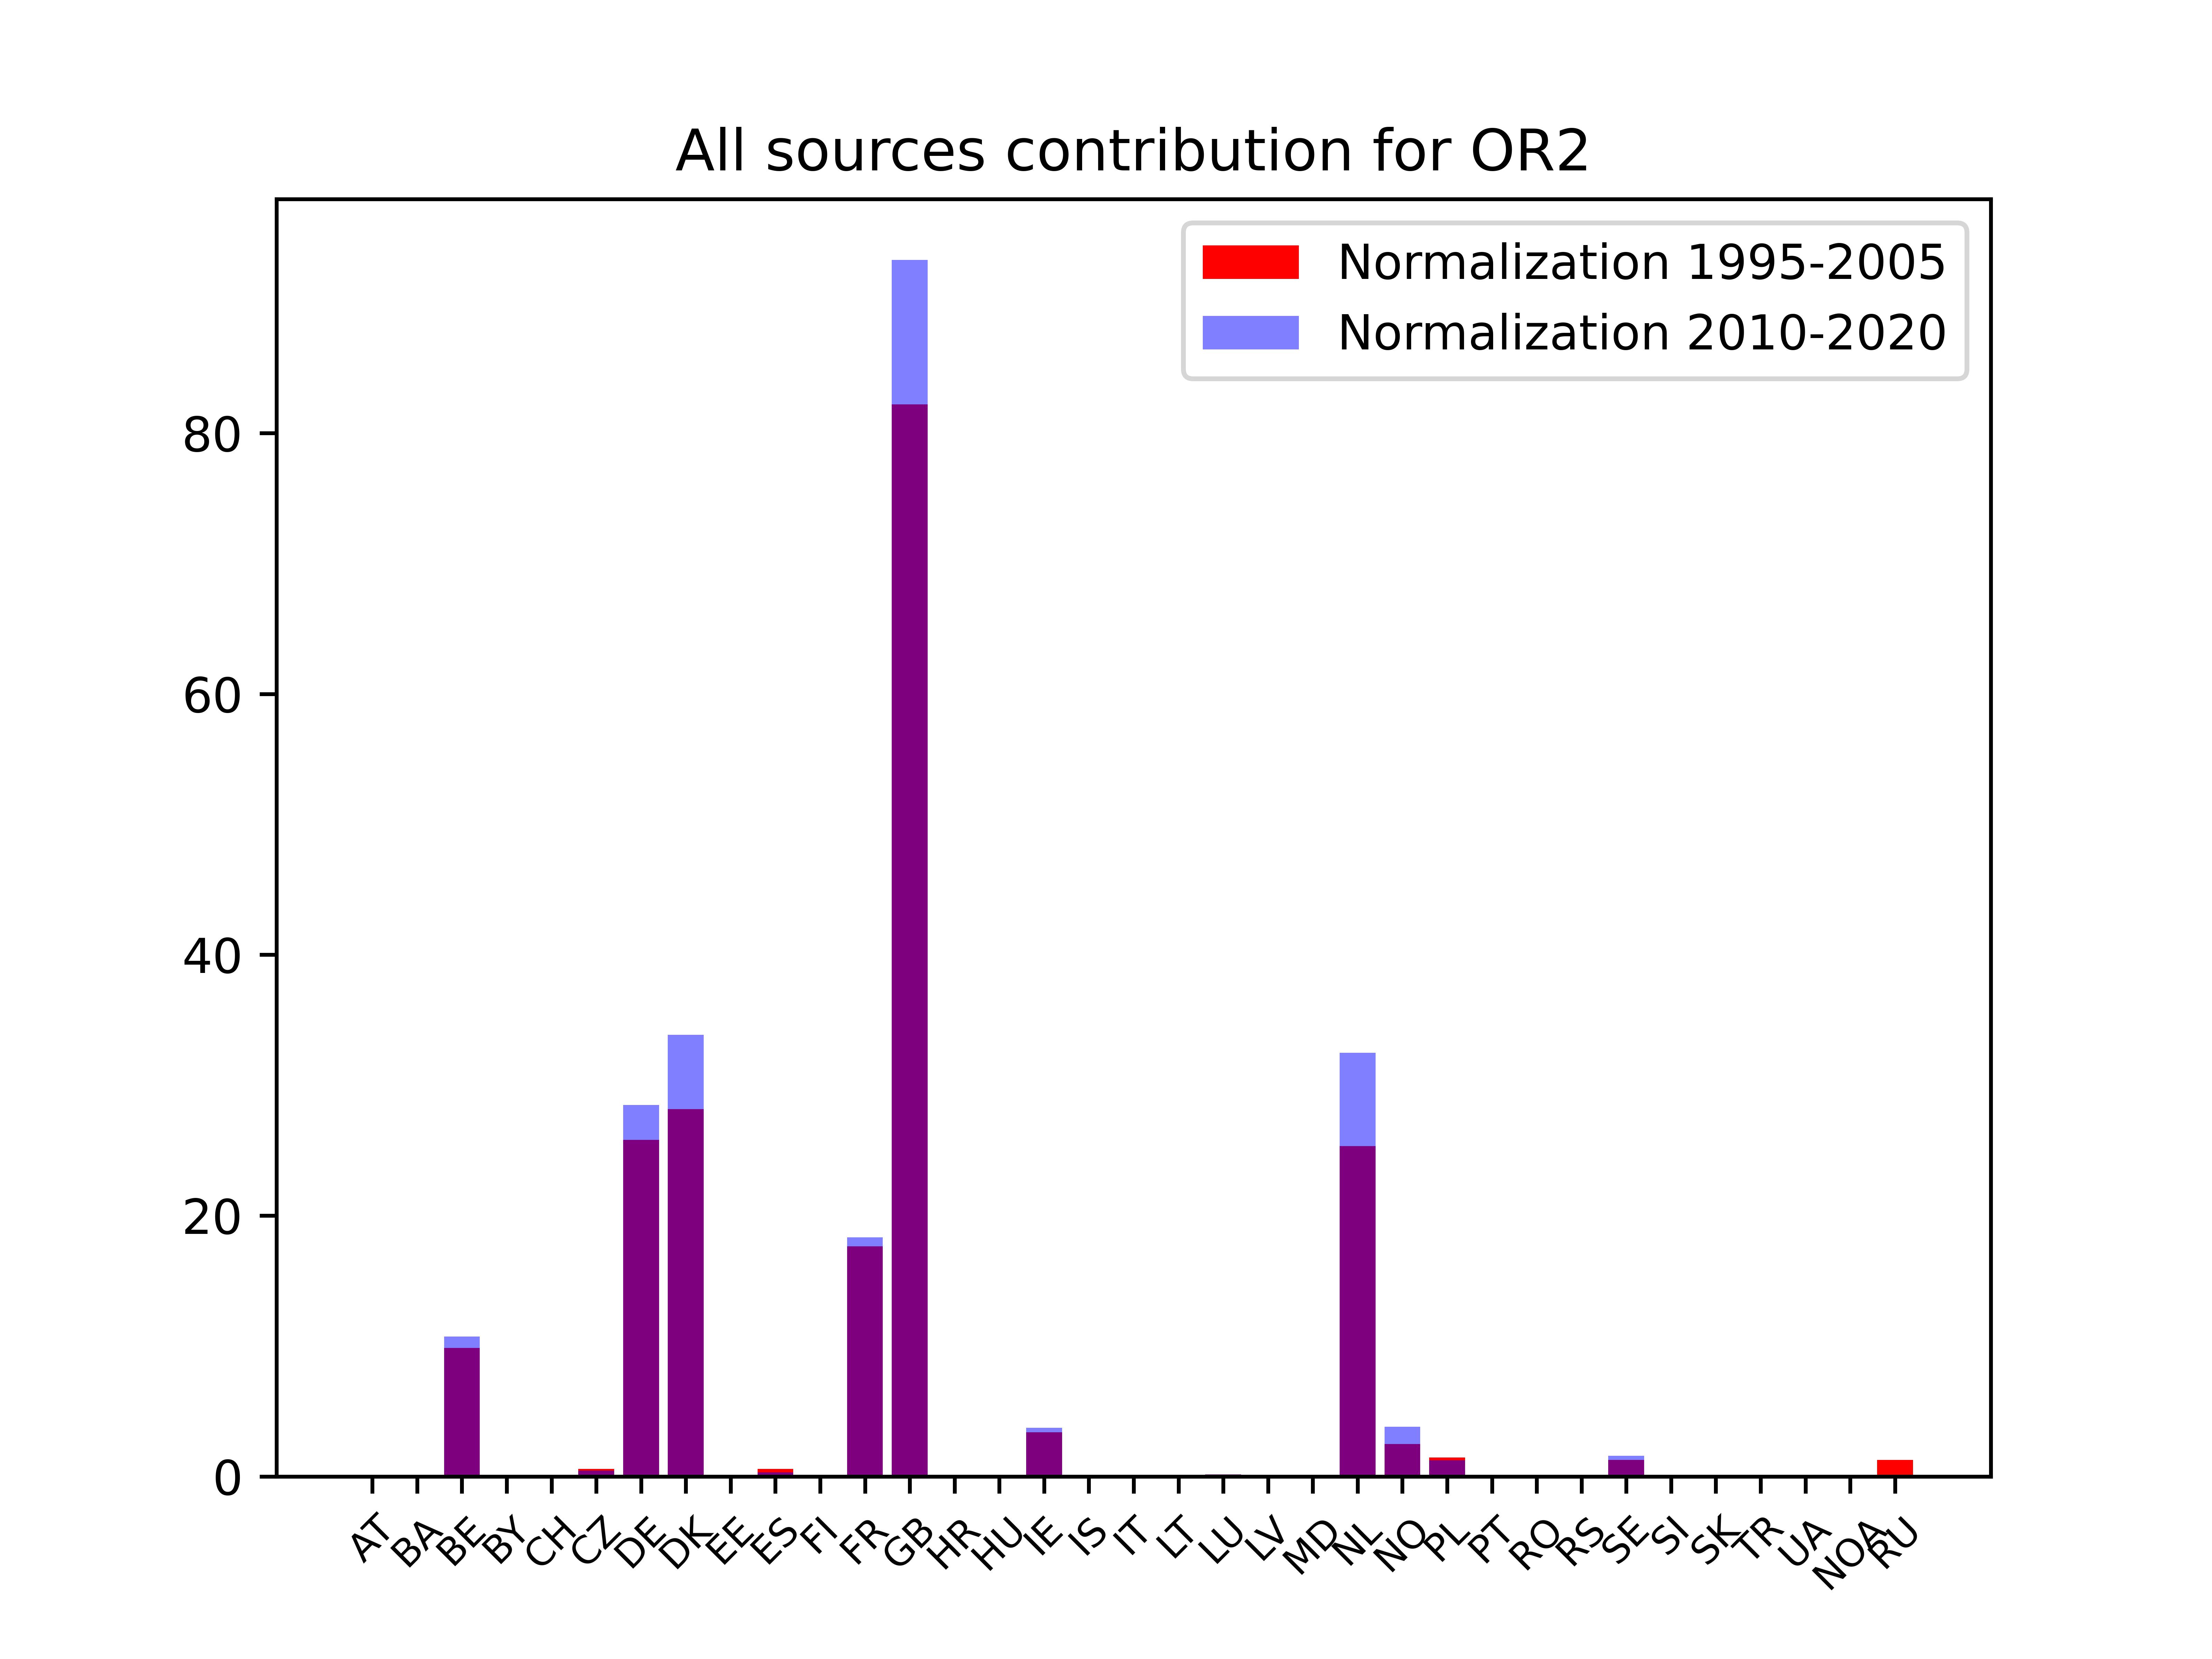 All sources contribution for OR2
Normalization 1995-2005
Normalization 2010-2020
80
60
40
20
0
AT
BA
BE
BY
CH
CZ
DE
DK
EE
ES
FI
FR
GB
HR
HU
IE
IS
IT
LT
LU
LV
MD
NL
NO
PL
PT
RO
RS
SE
SI
SK
TR
UA
NOA
RU